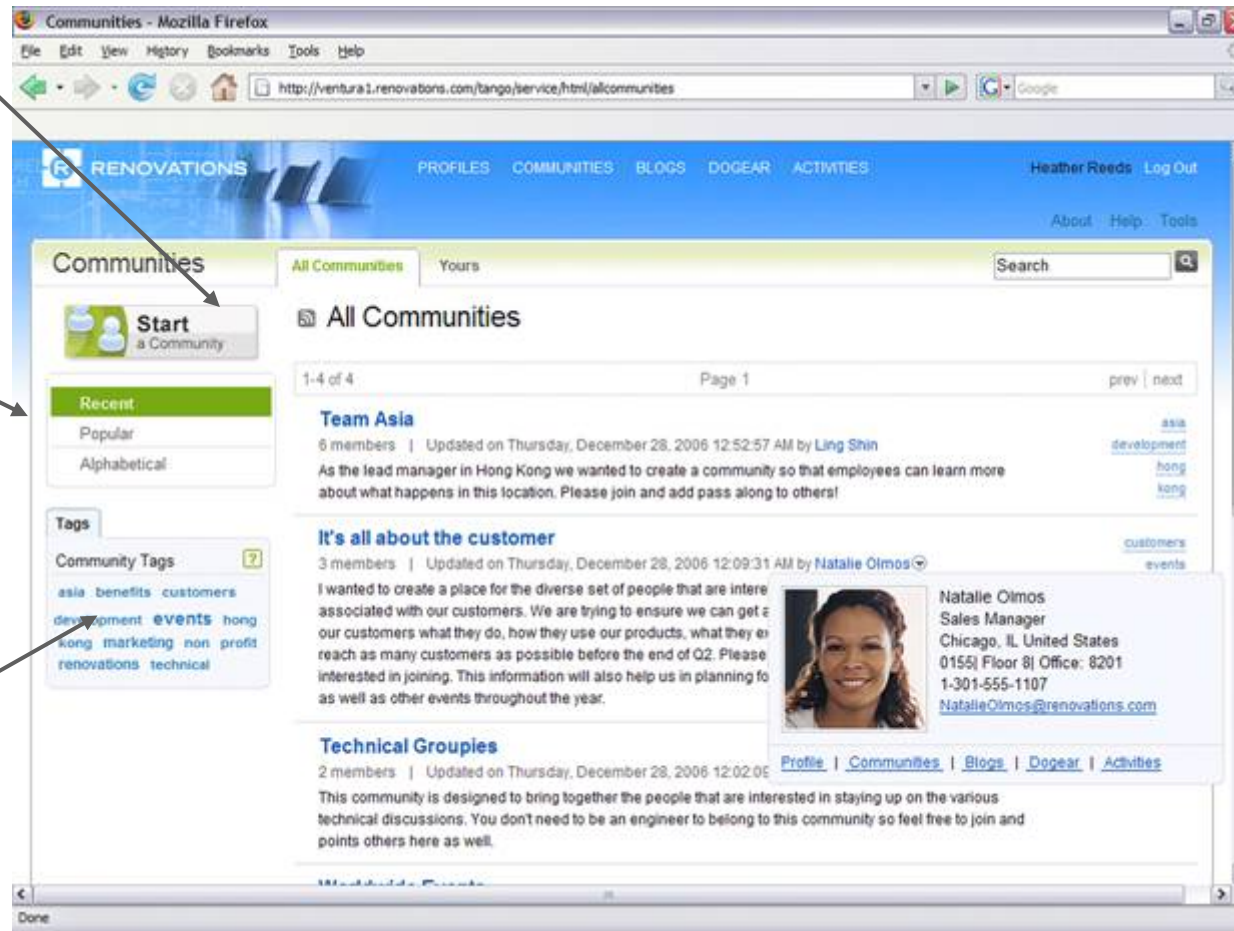 Communities - Mozilla Firefox
File Edit View History Bookmarks Tools Help
http://ventura1.renovations.com/tango/service/html/allcommunities
Google
R RENOVATIONS
PROFILES COMMUNITIES BLOGS DOGEAR ACTIVITIES
Heather Reeds Log Out
About Help Tools
Communities
All Communities Yours
Search
Start
a Community
All Communities
1-4 of 4 Page 1 prev | next
Recent
Popular
Alphabetical
Team Asia
6 members | Updated on Thursday, December 28, 2006 12:52:57 AM by Ling Shin
As the lead manager in Hong Kong we wanted to create a community so that employees can learn more
about what happens in this location. Please join and add pass along to others!
asia
development
hong
kong
Tags
Community Tags ?
asia benefits customers
development events hong
kong marketing non profit
renovations technical
It's all about the customer
3 members | Updated on Thursday, December 28, 2006 12:09:31 AM by Natalie Olmos
customers
events
I wanted to create a place for the diverse set of people that are intere
associated with our customers. We are trying to ensure we can get a
our customers what they do, how they use our products, what they ex
reach as many customers as possible before the end of Q2. Please
interested in joining. This information will also help us in planning fo
as well as other events throughout the year.
Natalie Olmos
Sales Manager
Chicago, IL United States
0155| Floor 8| Office: 8201
1-301-555-1107
NatalieOlmos@renovations.com
Profile | Communities | Blogs | Dogear | Activities
Technical Groupies
2 members | Updated on Thursday, December 28, 2006 12:02:09
This community is designed to bring together the people that are interested in staying up on the various
technical discussions. You don't need to be an engineer to belong to this community so feel free to join and
points others here as well.
Worldwide Events
Done